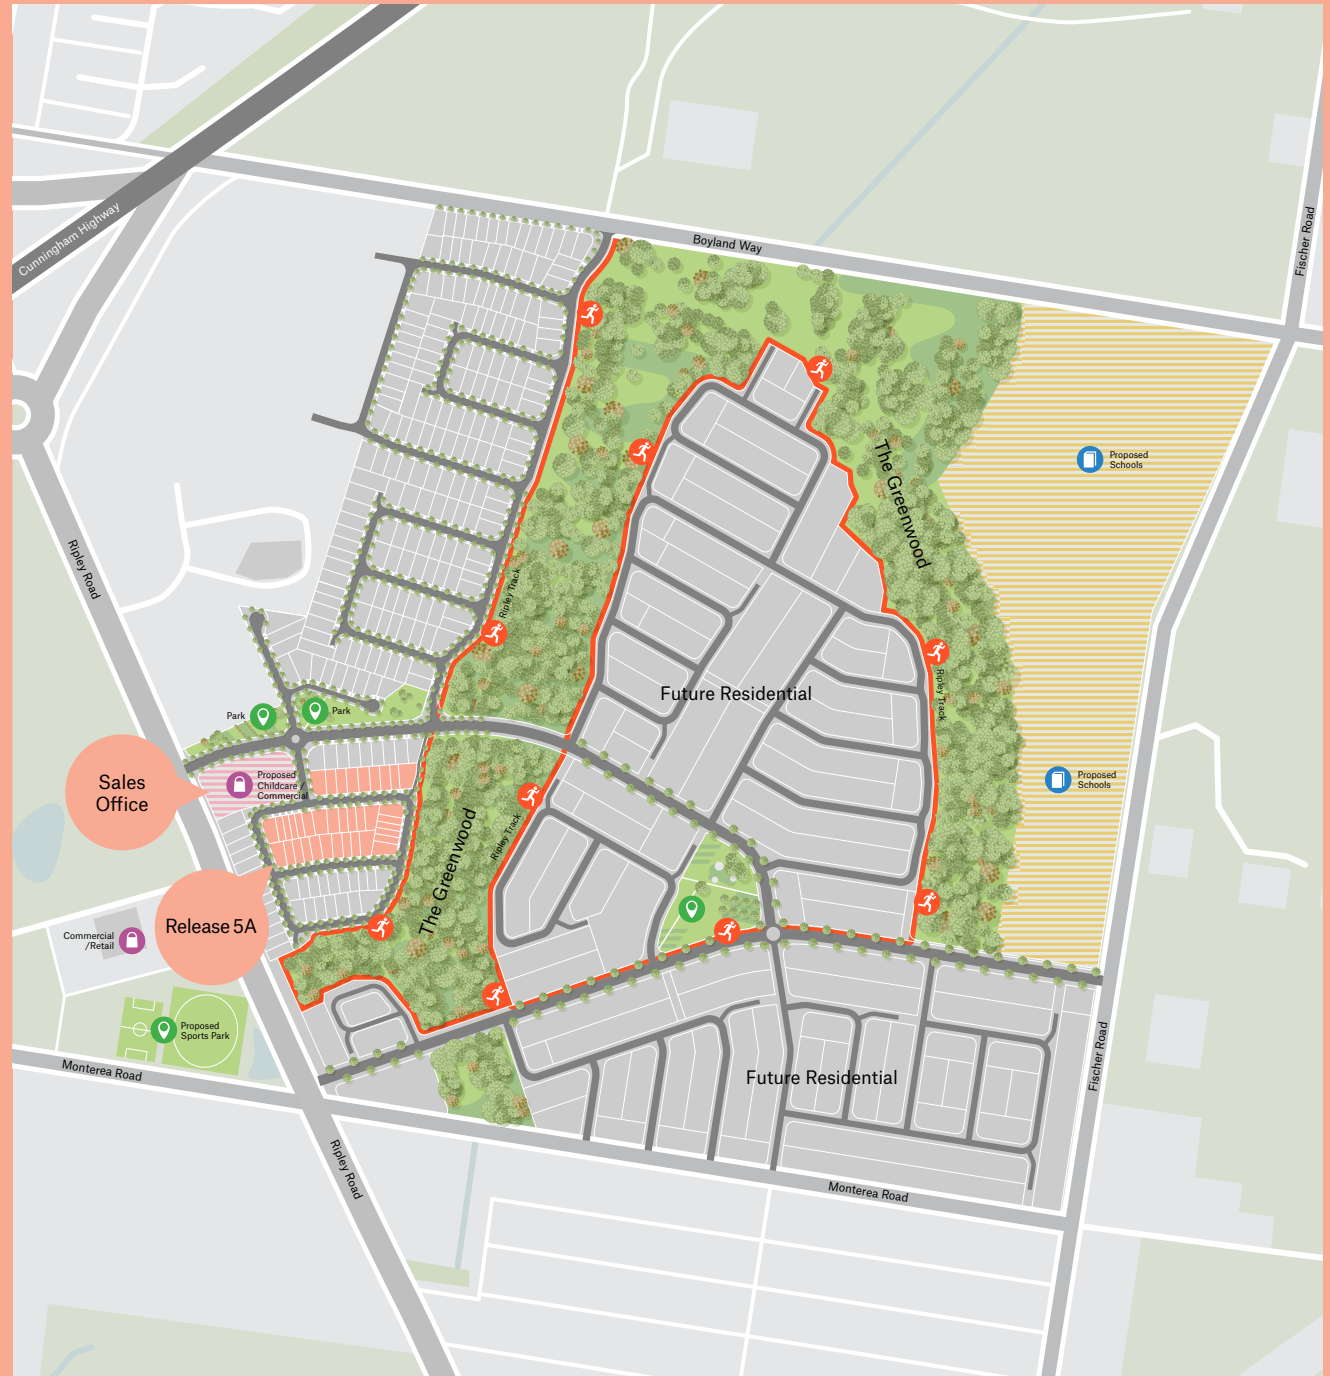 Cunningham Highway
Boyland Way
Fischer Road
Proposed
Schools
The Greenwood
Ripley Road
Ripley Track
Ripley Track
Future Residential
Park
Park
Sales
Office
Proposed
Childcare /
Commercial
Proposed
Schools
Ripley Track
The Greenwood
Release 5A
Commercial
/Retail
Proposed
Sports Park
Monterea Road
Fischer Road
Future Residential
Ripley Road
Monterea Road